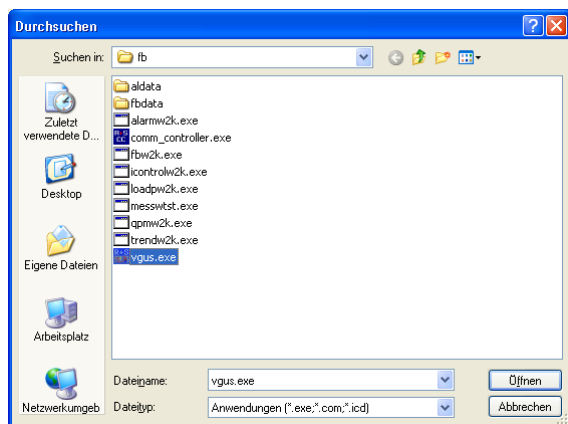 Durchsuchen
Suchen in: fb
Zuletzt
verwendete D...
Desktop
Eigene Dateien
Arbeitsplatz
Netzwerkumgeb
aldata
fbdata
alarmw2k.exe
comm_controller.exe
fbw2k.exe
icontrolw2k.exe
loadpw2k.exe
messwtst.exe
qpmw2k.exe
trendw2k.exe
vgus.exe
Dateiname: vgus.exe Öffnen
Dateityp: Anwendungen (*.exe;*.com;*.icd) Abbrechen